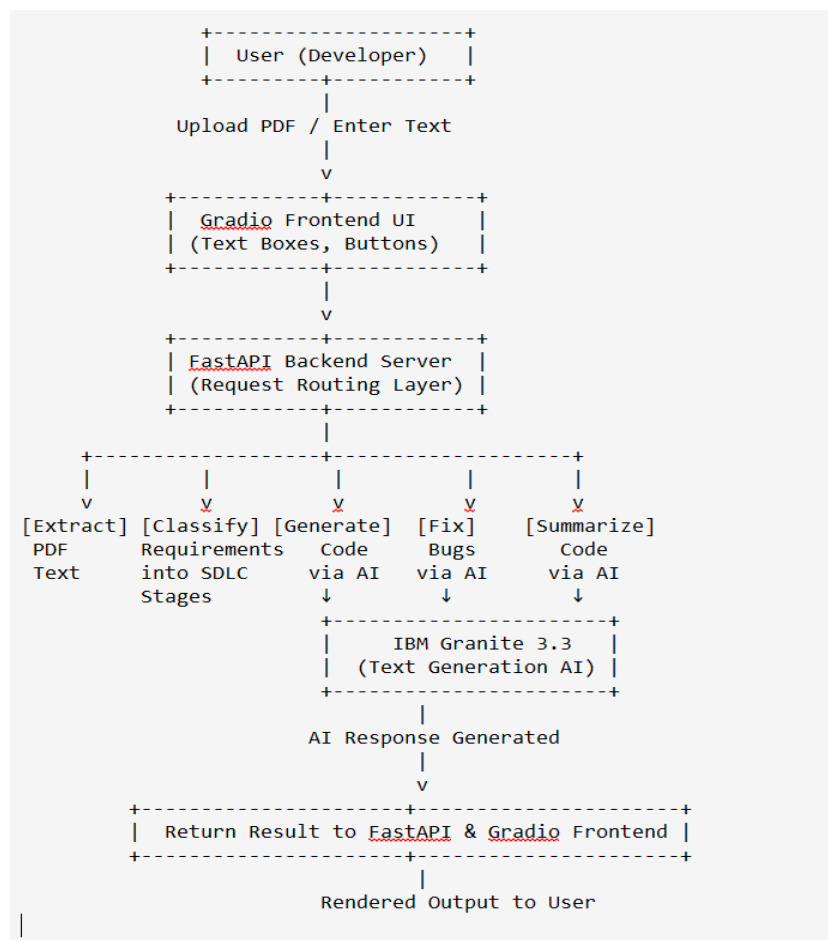 User (Developer)
Upload PDF / Enter Text
v
Gradio Frontend UI
(Text Boxes, Buttons)
v
FastAPI Backend Server
(Request Routing Layer)
v v v v v
[Extract] [Classify] [Generate] [Fix] [Summarize]
PDF Requirements Code Bugs Code
Text into SDLC via AI via AI via AI
Stages ↓ ↓ ↓
IBM Granite 3.3
(Text Generation AI)
AI Response Generated
v
Return Result to FastAPI & Gradio Frontend
Rendered Output to User